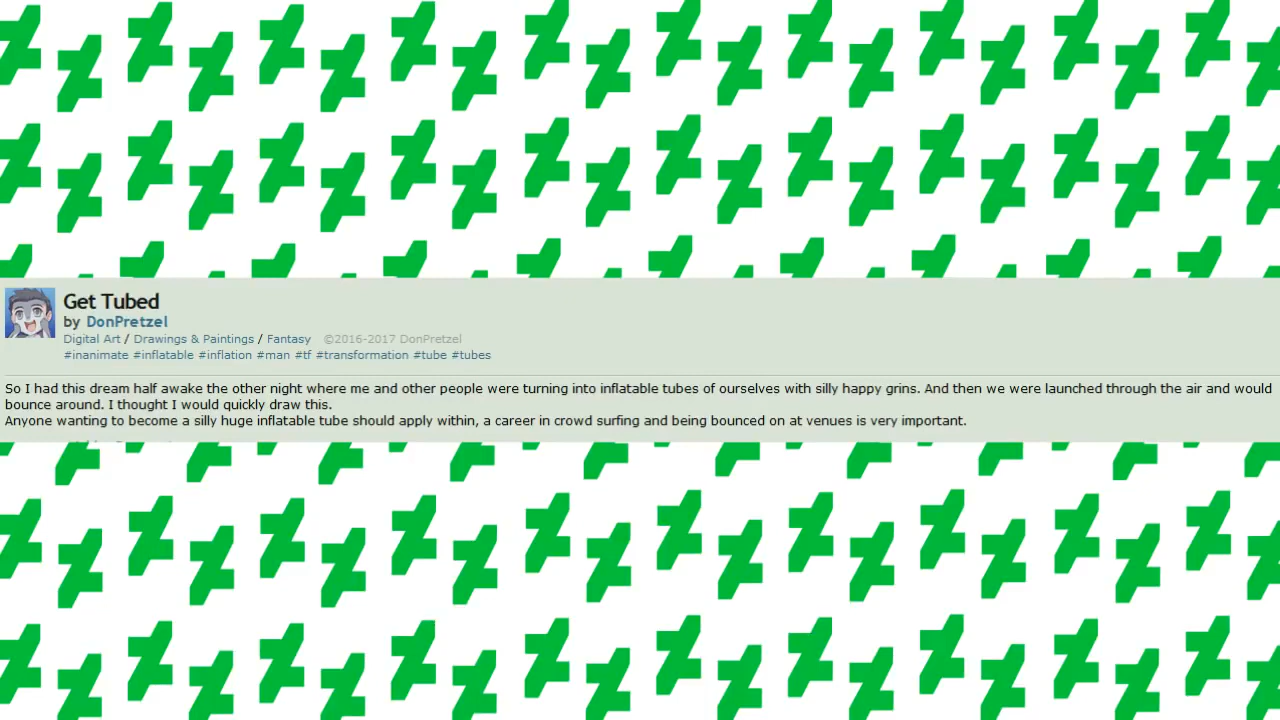 Get Tubed
by DonPretzel
Digital Art / Drawings & Paintings / Fantasy ©2016-2017 DonPretzel
#inanimate #inflatable #inflation #man #tf #transformation #tube #tubes
So I had this dream half awake the other night where me and other people were turning into inflatable tubes of ourselves with silly happy grins. And then we were launched through the air and would
bounce around. I thought I would quickly draw this.
Anyone wanting to become a silly huge inflatable tube should apply within, a career in crowd surfing and being bounced on at venues is very important.